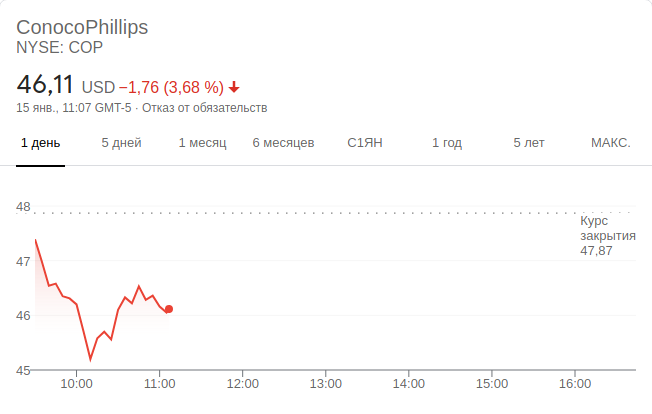 ConocoPhillips
NYSE: COP
46,11 USD −1,76 (3,68 %)
15 янв., 11:07 GMT-5 · Отказ от обязательств
1 день 5 дней 1 месяц 6 месяцев С1ЯН 1 год 5 лет МАКС.
48
Курс
закрытия
47,87
47
46
45
10:00 11:00 12:00 13:00 14:00 15:00 16:00